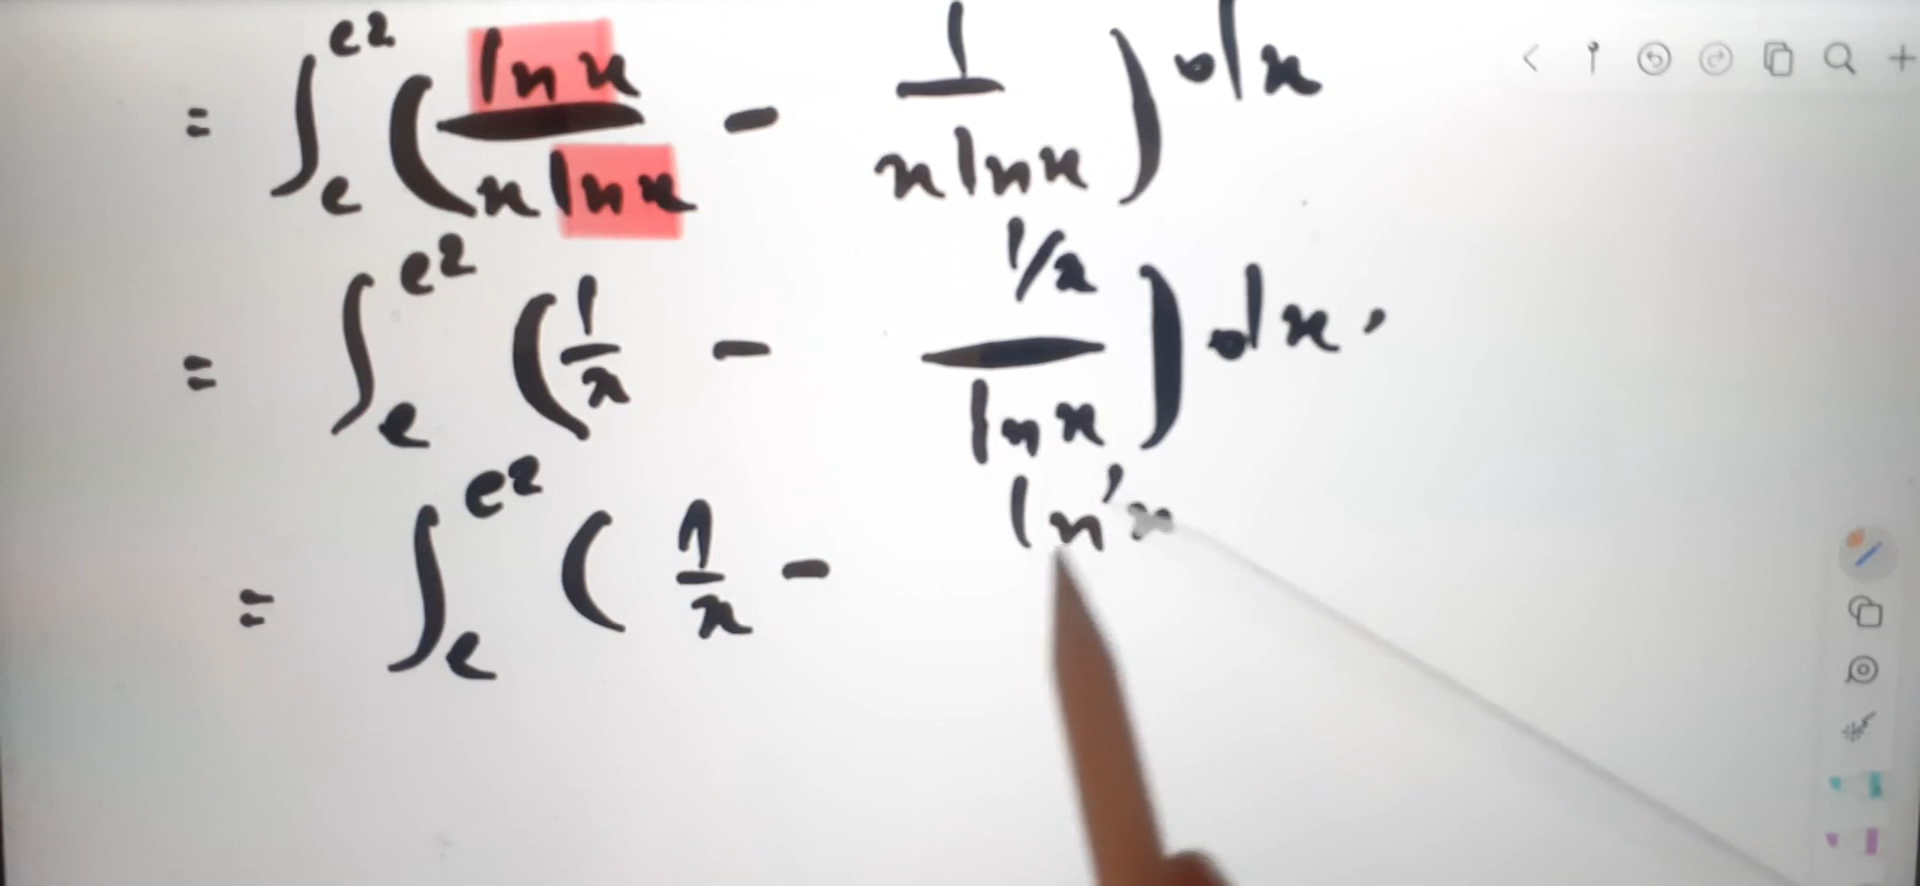 = ∫_e^{e2} (ln x / x ln x - 1 / x ln x) dx
= ∫_e^{e2} (1/x - 1/x / ln x) dx.
= ∫_e^{e2} ( 1/x - ln'x